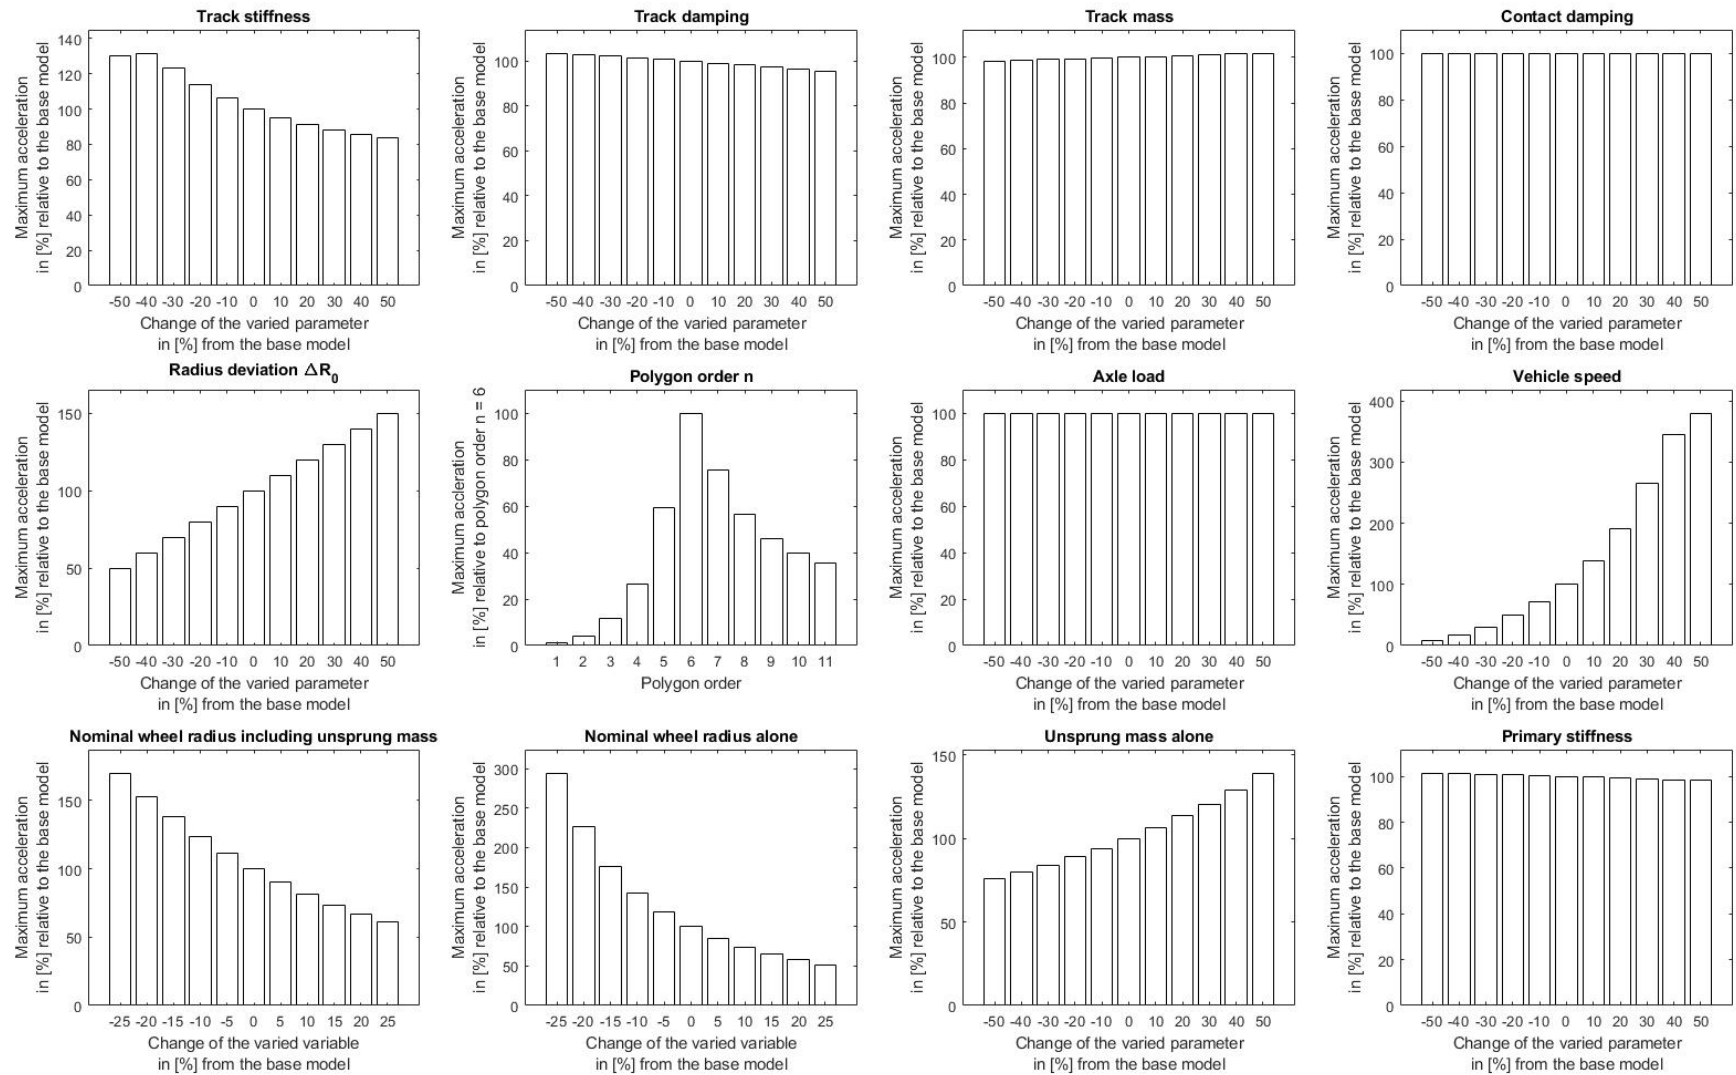 Track stiffness
Maximum acceleration
in [%] relative to the base model
140
120
100
80
60
40
20
0
-50 -40 -30 -20 -10 0 10 20 30 40 50
Change of the varied parameter
in [%] from the base model
Track damping
Maximum acceleration
in [%] relative to the base model
100
80
60
40
20
0
-50 -40 -30 -20 -10 0 10 20 30 40 50
Change of the varied parameter
in [%] from the base model
Track mass
Maximum acceleration
in [%] relative to the base model
100
80
60
40
20
0
-50 -40 -30 -20 -10 0 10 20 30 40 50
Change of the varied parameter
in [%] from the base model
Contact damping
Maximum acceleration
in [%] relative to the base model
100
80
60
40
20
0
-50 -40 -30 -20 -10 0 10 20 30 40 50
Change of the varied parameter
in [%] from the base model
Radius deviation ΔR₀
Maximum acceleration
in [%] relative to the base model
150
100
50
0
-50 -40 -30 -20 -10 0 10 20 30 40 50
Change of the varied parameter
in [%] from the base model
Polygon order n
Maximum accleration
in [%] relative to polygon order n = 6
100
80
60
40
20
0
1 2 3 4 5 6 7 8 9 10 11
Polygon order
Axle load
Maximum acceleration
in [%] relative to the base model
100
80
60
40
20
0
-50 -40 -30 -20 -10 0 10 20 30 40 50
Change of the varied parameter
in [%] from the base model
Vehicle speed
Maximum acceleration
in [%] relative to the base model
400
300
200
100
0
-50 -40 -30 -20 -10 0 10 20 30 40 50
Change of the varied parameter
in [%] from the base model
Nominal wheel radius including unsprung mass
Maximum acceleration
in [%] relative to the base model
150
100
50
0
-25 -20 -15 -10 -5 0 5 10 15 20 25
Change of the varied variable
in [%] from the base model
Nominal wheel radius alone
Maximum acceleration
in [%] relative to the base model
300
250
200
150
100
50
0
-25 -20 -15 -10 -5 0 5 10 15 20 25
Change of the varied variable
in [%] from the base model
Unsprung mass alone
Maximum acceleration
in [%] relative to the base model
150
100
50
0
-50 -40 -30 -20 -10 0 10 20 30 40 50
Change of the varied parameter
in [%] from the base model
Primary stiffness
Maximum acceleration
in [%] relative to the base model
100
80
60
40
20
0
-50 -40 -30 -20 -10 0 10 20 30 40 50
Change of the varied parameter
in [%] from the base model